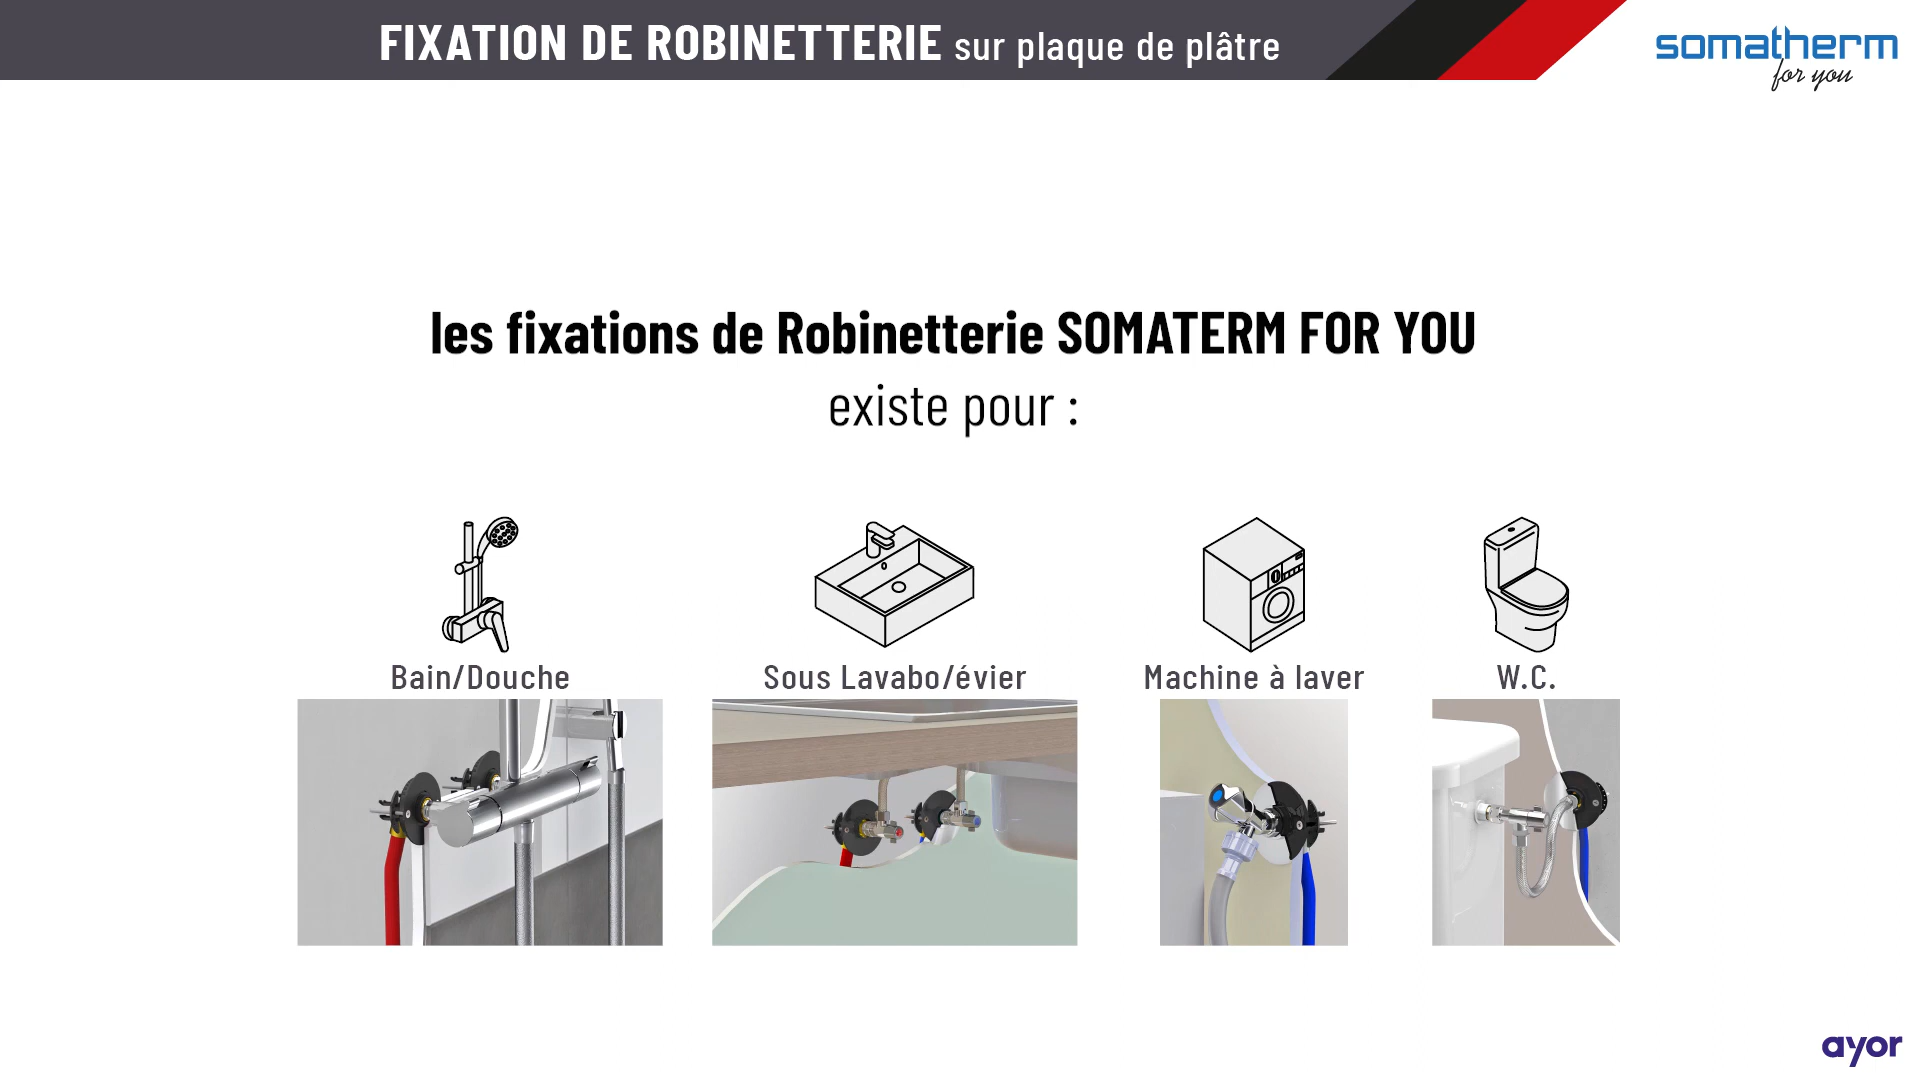 FIXATION DE ROBINETTERIE sur plaque de plâtre
somatherm
for you
les fixations de Robinetterie SOMATERM FOR YOU
existe pour :
Bain/Douche
Sous Lavabo/évier
Machine à laver
W.C.
ayor